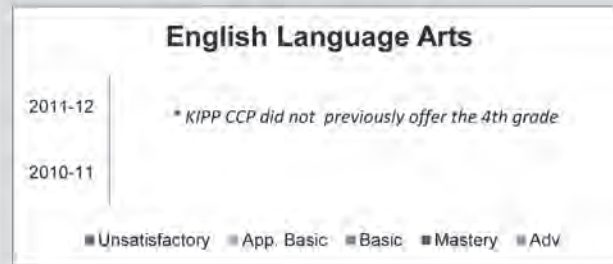 English Language Arts
2011-12
* KIPP CCP did not previously offer the 4th grade
2010-11
Unsatisfactory App. Basic Basic Mastery Adv